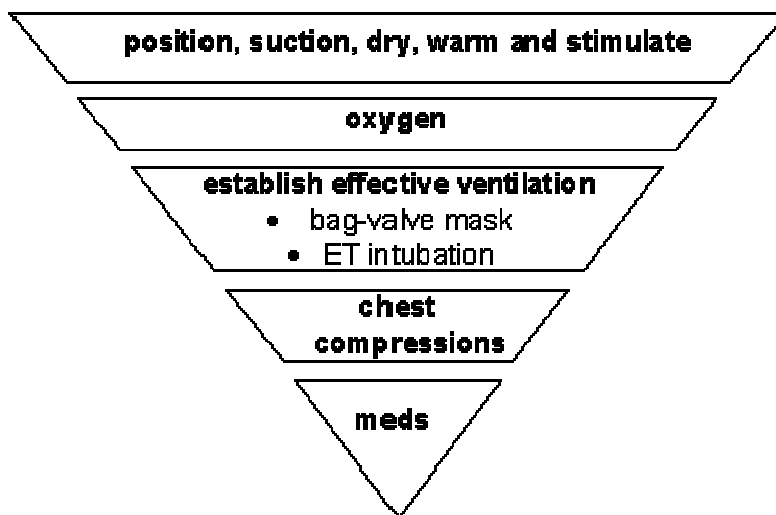 position, suction, dry, warm and stimulate
oxygen
establish effective ventilation
• bag-valve mask
• ET intubation
chest
compressions
meds